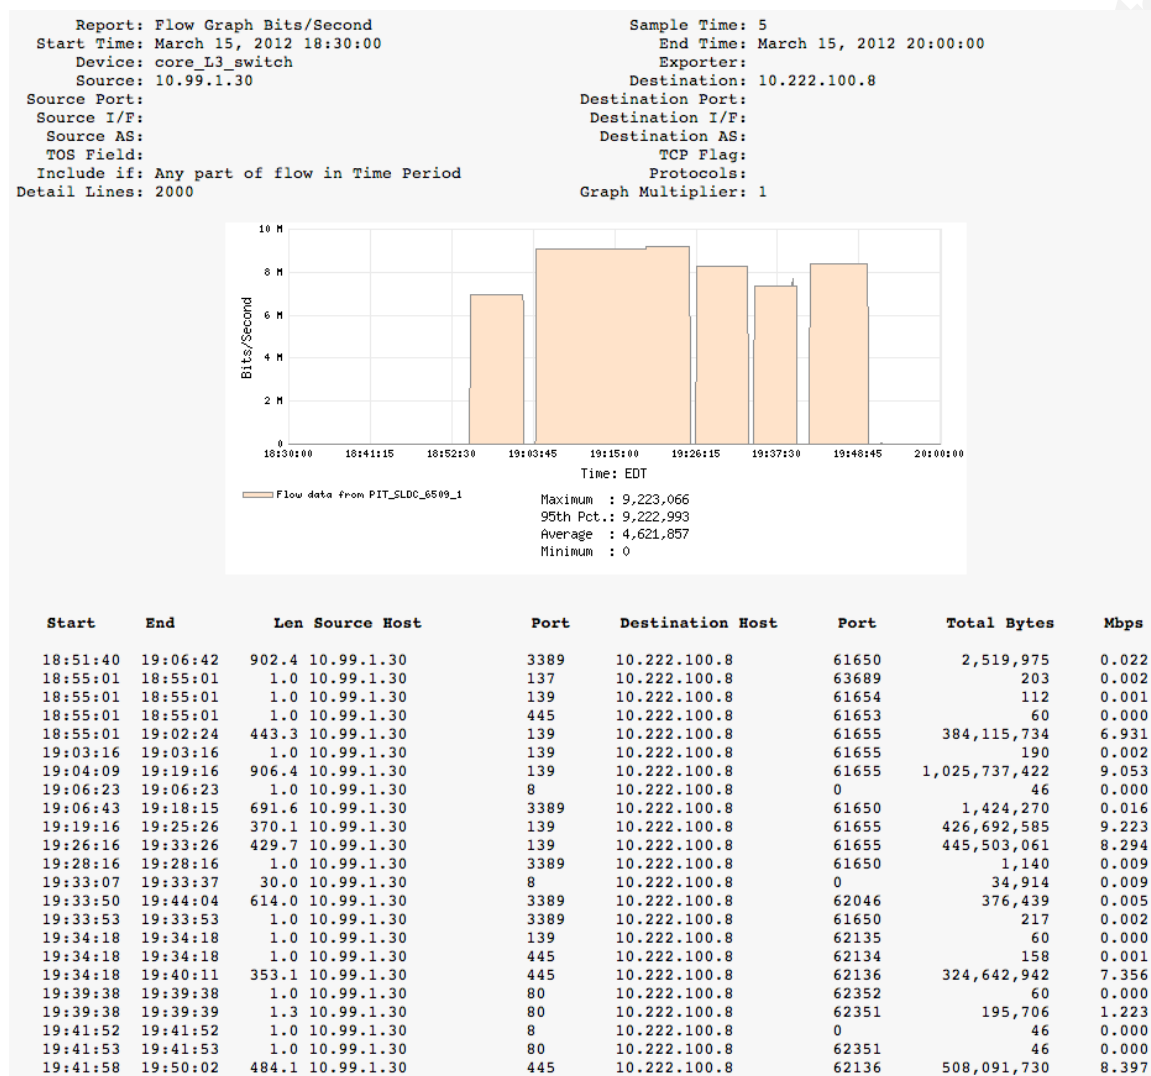 Report: Flow Graph Bits/Second Sample Time: 5
Start Time: March 15, 2012 18:30:00 End Time: March 15, 2012 20:00:00
Device: core_L3_switch Exporter:
Source: 10.99.1.30 Destination: 10.222.100.8
Source Port: Destination Port:
Source I/F: Destination I/F:
Source AS: Destination AS:
TOS Field: TCP Flag:
Include if: Any part of flow in Time Period Protocols:
Detail Lines: 2000 Graph Multiplier: 1
10 M
8 M
6 M
4 M
2 M
0
Bits/Second
18:30:00 18:41:15 18:52:30 19:03:45 19:15:00 19:26:15 19:37:30 19:48:45 20:00:00
Time: EDT
Flow data from PIT_SLDC_6509_1
Maximum : 9,223,066
95th Pct.: 9,222,993
Average : 4,621,857
Minimum : 0
Start End Len Source Host Port Destination Host Port Total Bytes Mbps
18:51:40 19:06:42 902.4 10.99.1.30 3389 10.222.100.8 61650 2,519,975 0.022
18:55:01 18:55:01 1.0 10.99.1.30 137 10.222.100.8 63689 203 0.002
18:55:01 18:55:01 1.0 10.99.1.30 139 10.222.100.8 61654 112 0.001
18:55:01 18:55:01 1.0 10.99.1.30 445 10.222.100.8 61653 60 0.000
18:55:01 19:02:24 443.3 10.99.1.30 139 10.222.100.8 61655 384,115,734 6.931
19:03:16 19:03:16 1.0 10.99.1.30 139 10.222.100.8 61655 190 0.002
19:04:09 19:19:16 906.4 10.99.1.30 139 10.222.100.8 61655 1,025,737,422 9.053
19:06:23 19:06:23 1.0 10.99.1.30 8 10.222.100.8 0 46 0.000
19:06:43 19:18:15 691.6 10.99.1.30 3389 10.222.100.8 61650 1,424,270 0.016
19:19:16 19:25:26 370.1 10.99.1.30 139 10.222.100.8 61655 426,692,585 9.223
19:26:16 19:33:26 429.7 10.99.1.30 139 10.222.100.8 61655 445,503,061 8.294
19:28:16 19:28:16 1.0 10.99.1.30 3389 10.222.100.8 61650 1,140 0.009
19:33:07 19:33:37 30.0 10.99.1.30 8 10.222.100.8 0 34,914 0.009
19:33:50 19:44:04 614.0 10.99.1.30 3389 10.222.100.8 62046 376,439 0.005
19:33:53 19:33:53 1.0 10.99.1.30 3389 10.222.100.8 61650 217 0.002
19:34:18 19:34:18 1.0 10.99.1.30 139 10.222.100.8 62135 60 0.000
19:34:18 19:34:18 1.0 10.99.1.30 445 10.222.100.8 62134 158 0.001
19:34:18 19:40:11 353.1 10.99.1.30 445 10.222.100.8 62136 324,642,942 7.356
19:39:38 19:39:38 1.0 10.99.1.30 80 10.222.100.8 62352 60 0.000
19:39:38 19:39:39 1.3 10.99.1.30 80 10.222.100.8 62351 195,706 1.223
19:41:52 19:41:52 1.0 10.99.1.30 8 10.222.100.8 0 46 0.000
19:41:53 19:41:53 1.0 10.99.1.30 80 10.222.100.8 62351 46 0.000
19:41:58 19:50:02 484.1 10.99.1.30 445 10.222.100.8 62136 508,091,730 8.397